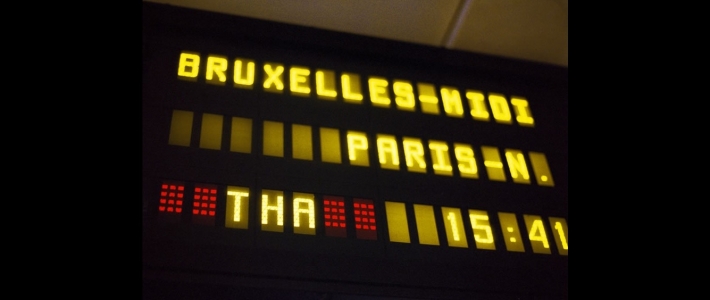 BRUXELLES-MIDI
PARIS-N.
THA 15:41